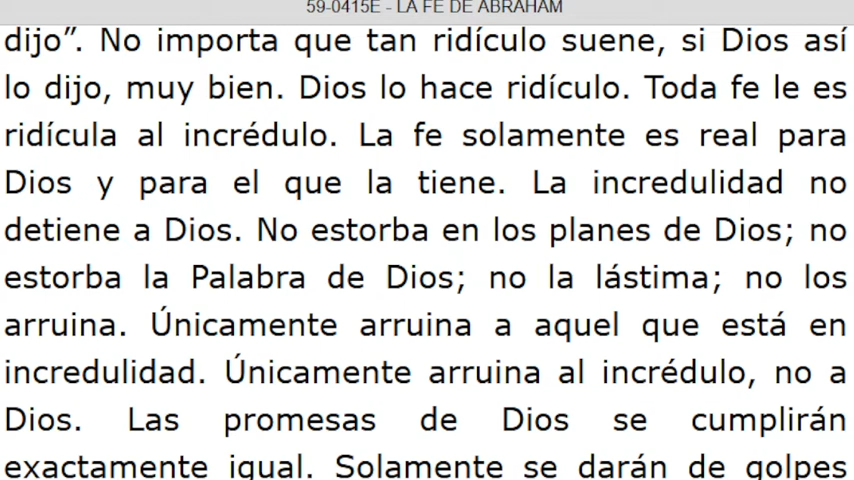 59-0415E - LA FE DE ABRAHAM
dijo”. No importa que tan ridículo suene, si Dios así
lo dijo, muy bien. Dios lo hace ridículo. Toda fe le es
ridícula al incrédulo. La fe solamente es real para
Dios y para el que la tiene. La incredulidad no
detiene a Dios. No estorba en los planes de Dios; no
estorba la Palabra de Dios; no la lástima; no los
arruina. Únicamente arruina a aquel que está en
incredulidad. Únicamente arruina al incrédulo, no a
Dios. Las promesas de Dios se cumplirán
exactamente igual. Solamente se darán de golpes